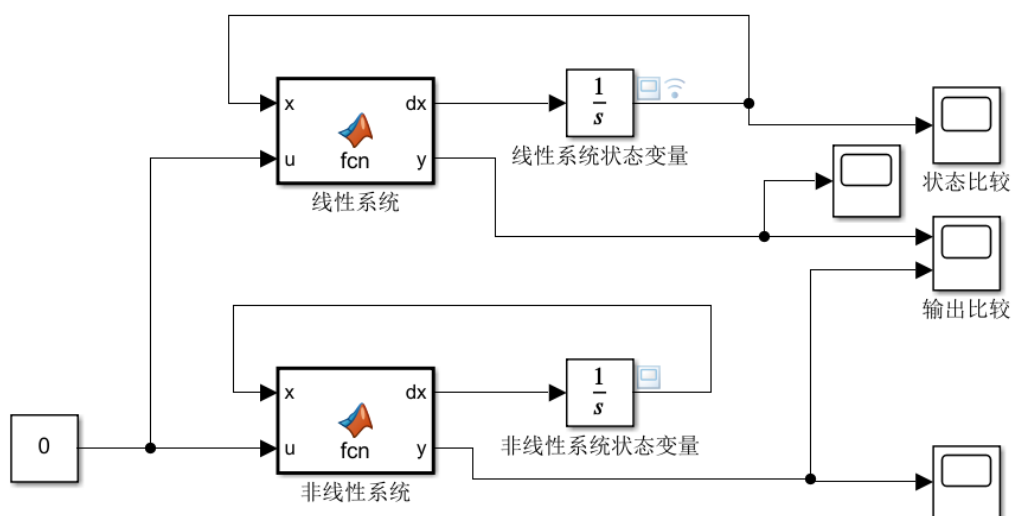 x
dx
u
fcn
y
线性系统
1
s
线性系统状态变量
状态比较
输出比较
x
dx
u
fcn
y
非线性系统
1
s
非线性系统状态变量
0